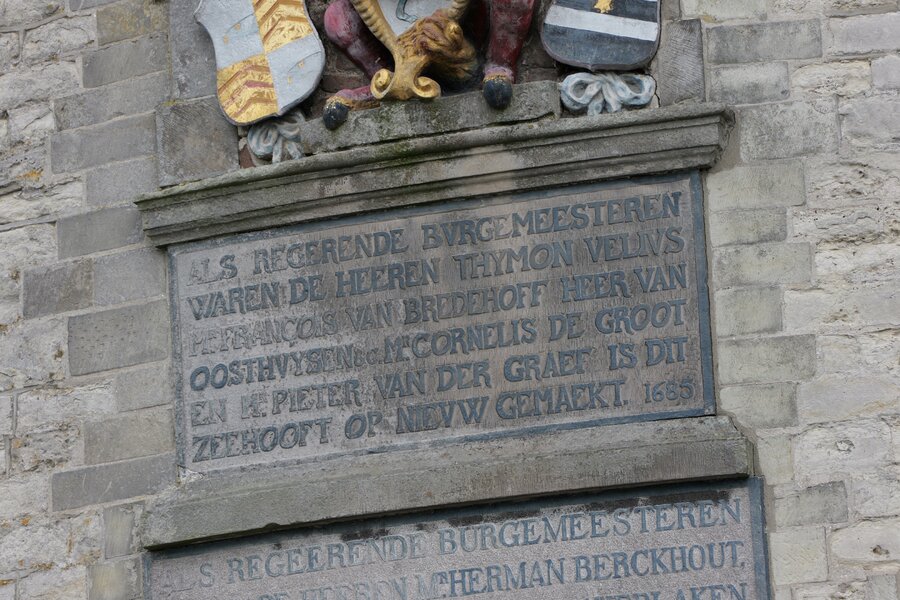 ALS REGERENDE BVRGEMEESTEREN
WAREN DE HEEREN THYMON VELIVS
Mr FRANÇOIS VAN BREDEHOFF HEER VAN
OOSTHVYSEN &c. Mr CORNELIS DE GROOT
EN Mr PIETER VAN DER GRAEF IS DIT
ZEEHOOFT OP NIEVW GEMAEKT. 1685
ALS REGEERENDE BURGEMEESTEREN
Mr HERMAN BERCKHOUT,